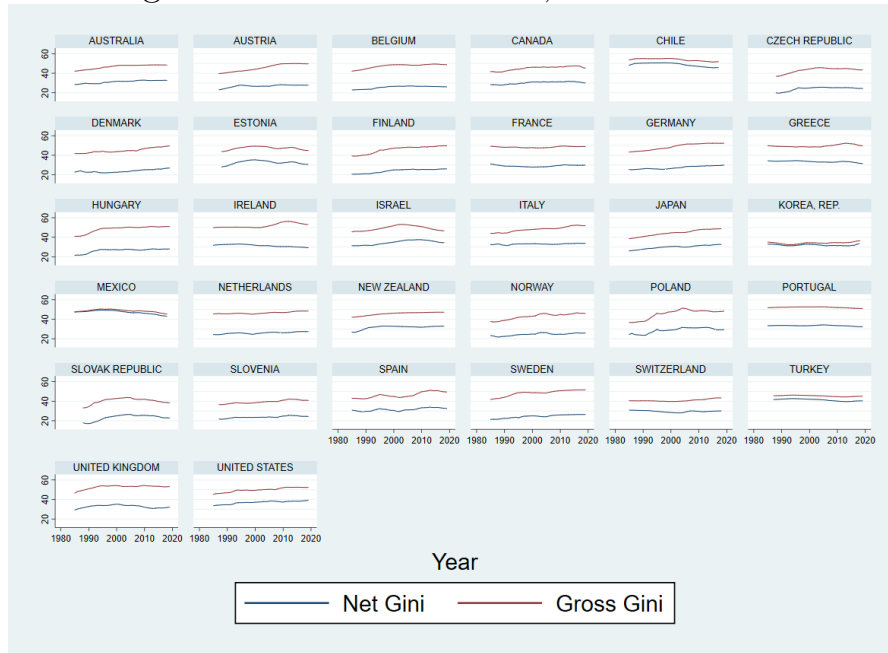 AUSTRALIA AUSTRIA BELGIUM CANADA CHILE CZECH REPUBLIC
20 40 60
DENMARK ESTONIA FINLAND FRANCE GERMANY GREECE
20 40 60
HUNGARY IRELAND ISRAEL ITALY JAPAN KOREA, REP.
20 40 60
MEXICO NETHERLANDS NEW ZEALAND NORWAY POLAND PORTUGAL
20 40 60
SLOVAK REPUBLIC SLOVENIA SPAIN SWEDEN SWITZERLAND TURKEY
20 40 60
1980 1990 2000 2010 2020 1980 1990 2000 2010 2020 1980 1990 2000 2010 2020 1980 1990 2000 2010 2020
UNITED KINGDOM UNITED STATES
20 40 60
1980 1990 2000 2010 2020 1980 1990 2000 2010 2020
Year
Net Gini Gross Gini